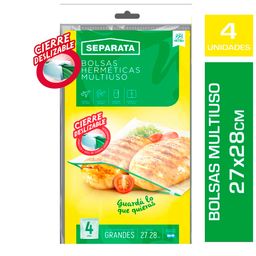 CIERRE
DESLIZABLE
SEPARATA
BOLSAS
HERMÉTICAS
MULTIUSO
CIERRE
DESLIZABLE
Guardá lo
que quieras
4
GRANDES
27 28
4
UNIDADES
BOLSAS MULTIUSO
27x28CM